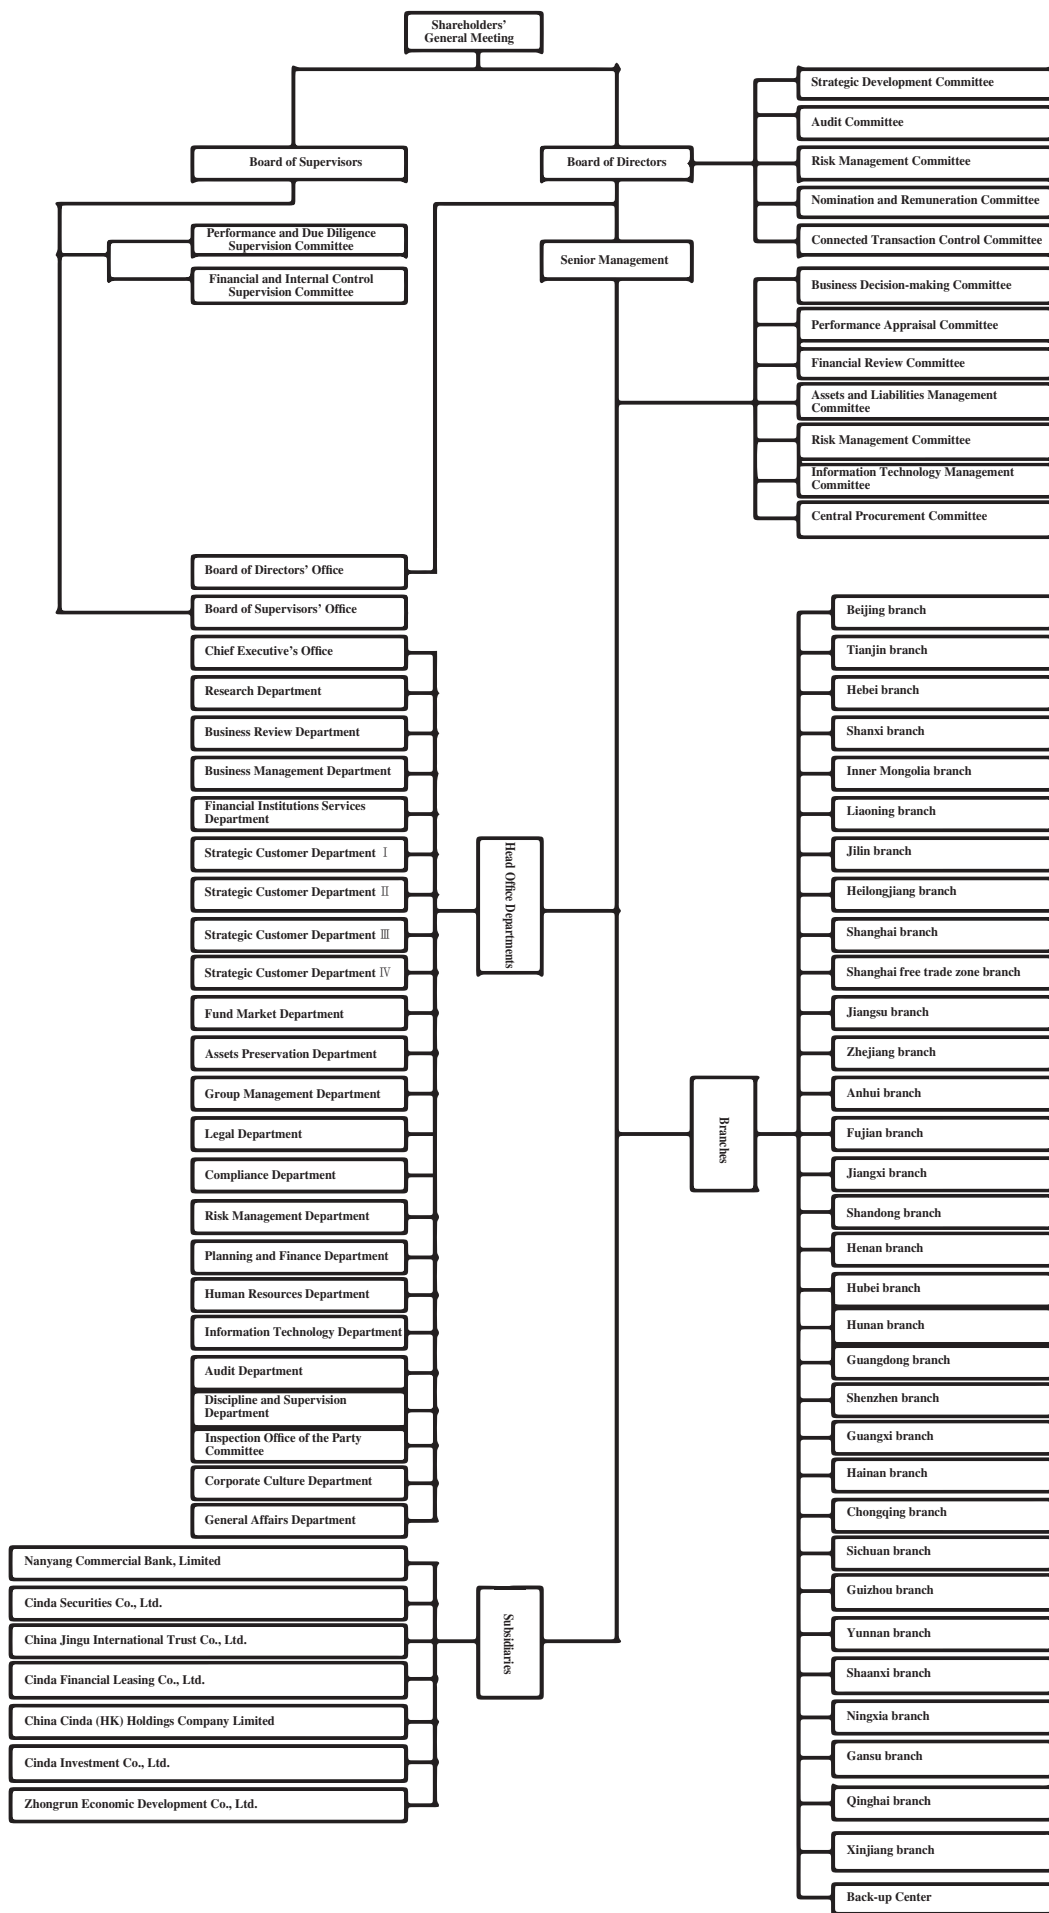 Shareholders'
General Meeting
Board of Supervisors
Board of Directors
Performance and Due Diligence
Supervision Committee
Financial and Internal Control
Supervision Committee
Senior Management
Strategic Development Committee
Audit Committee
Risk Management Committee
Nomination and Remuneration Committee
Connected Transaction Control Committee
Business Decision-making Committee
Performance Appraisal Committee
Financial Review Committee
Assets and Liabilities Management
Committee
Risk Management Committee
Information Technology Management
Committee
Central Procurement Committee
Board of Directors' Office
Board of Supervisors' Office
Chief Executive's Office
Research Department
Business Review Department
Business Management Department
Financial Institutions Services
Department
Strategic Customer Department Ⅰ
Strategic Customer Department Ⅱ
Strategic Customer Department Ⅲ
Strategic Customer Department Ⅳ
Fund Market Department
Assets Preservation Department
Group Management Department
Legal Department
Compliance Department
Risk Management Department
Planning and Finance Department
Human Resources Department
Information Technology Department
Audit Department
Discipline and Supervision
Department
Inspection Office of the Party
Committee
Corporate Culture Department
General Affairs Department
Head Office Departments
Nanyang Commercial Bank, Limited
Cinda Securities Co., Ltd.
China Jingu International Trust Co., Ltd.
Cinda Financial Leasing Co., Ltd.
China Cinda (HK) Holdings Company Limited
Cinda Investment Co., Ltd.
Zhongrun Economic Development Co., Ltd.
Subsidiaries
Branches
Beijing branch
Tianjin branch
Hebei branch
Shanxi branch
Inner Mongolia branch
Liaoning branch
Jilin branch
Heilongjiang branch
Shanghai branch
Shanghai free trade zone branch
Jiangsu branch
Zhejiang branch
Anhui branch
Fujian branch
Jiangxi branch
Shandong branch
Henan branch
Hubei branch
Hunan branch
Guangdong branch
Shenzhen branch
Guangxi branch
Hainan branch
Chongqing branch
Sichuan branch
Guizhou branch
Yunnan branch
Shaanxi branch
Ningxia branch
Gansu branch
Qinghai branch
Xinjiang branch
Back-up Center